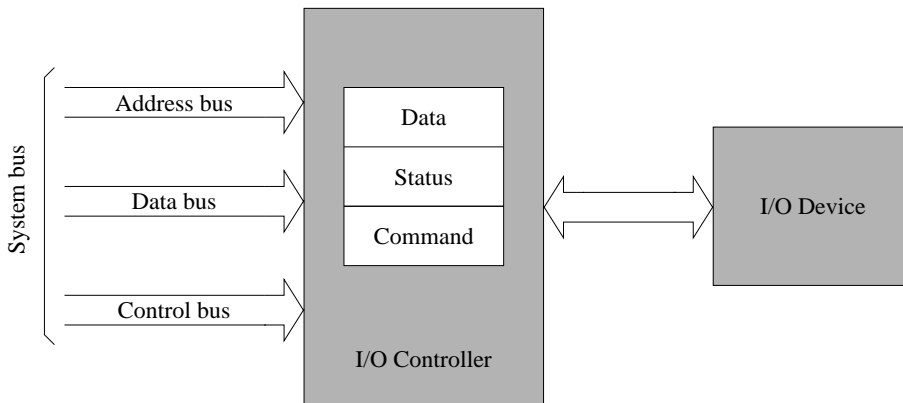 System bus
Address bus
Data bus
Control bus
Data
Status
Command
I/O Controller
I/O Device